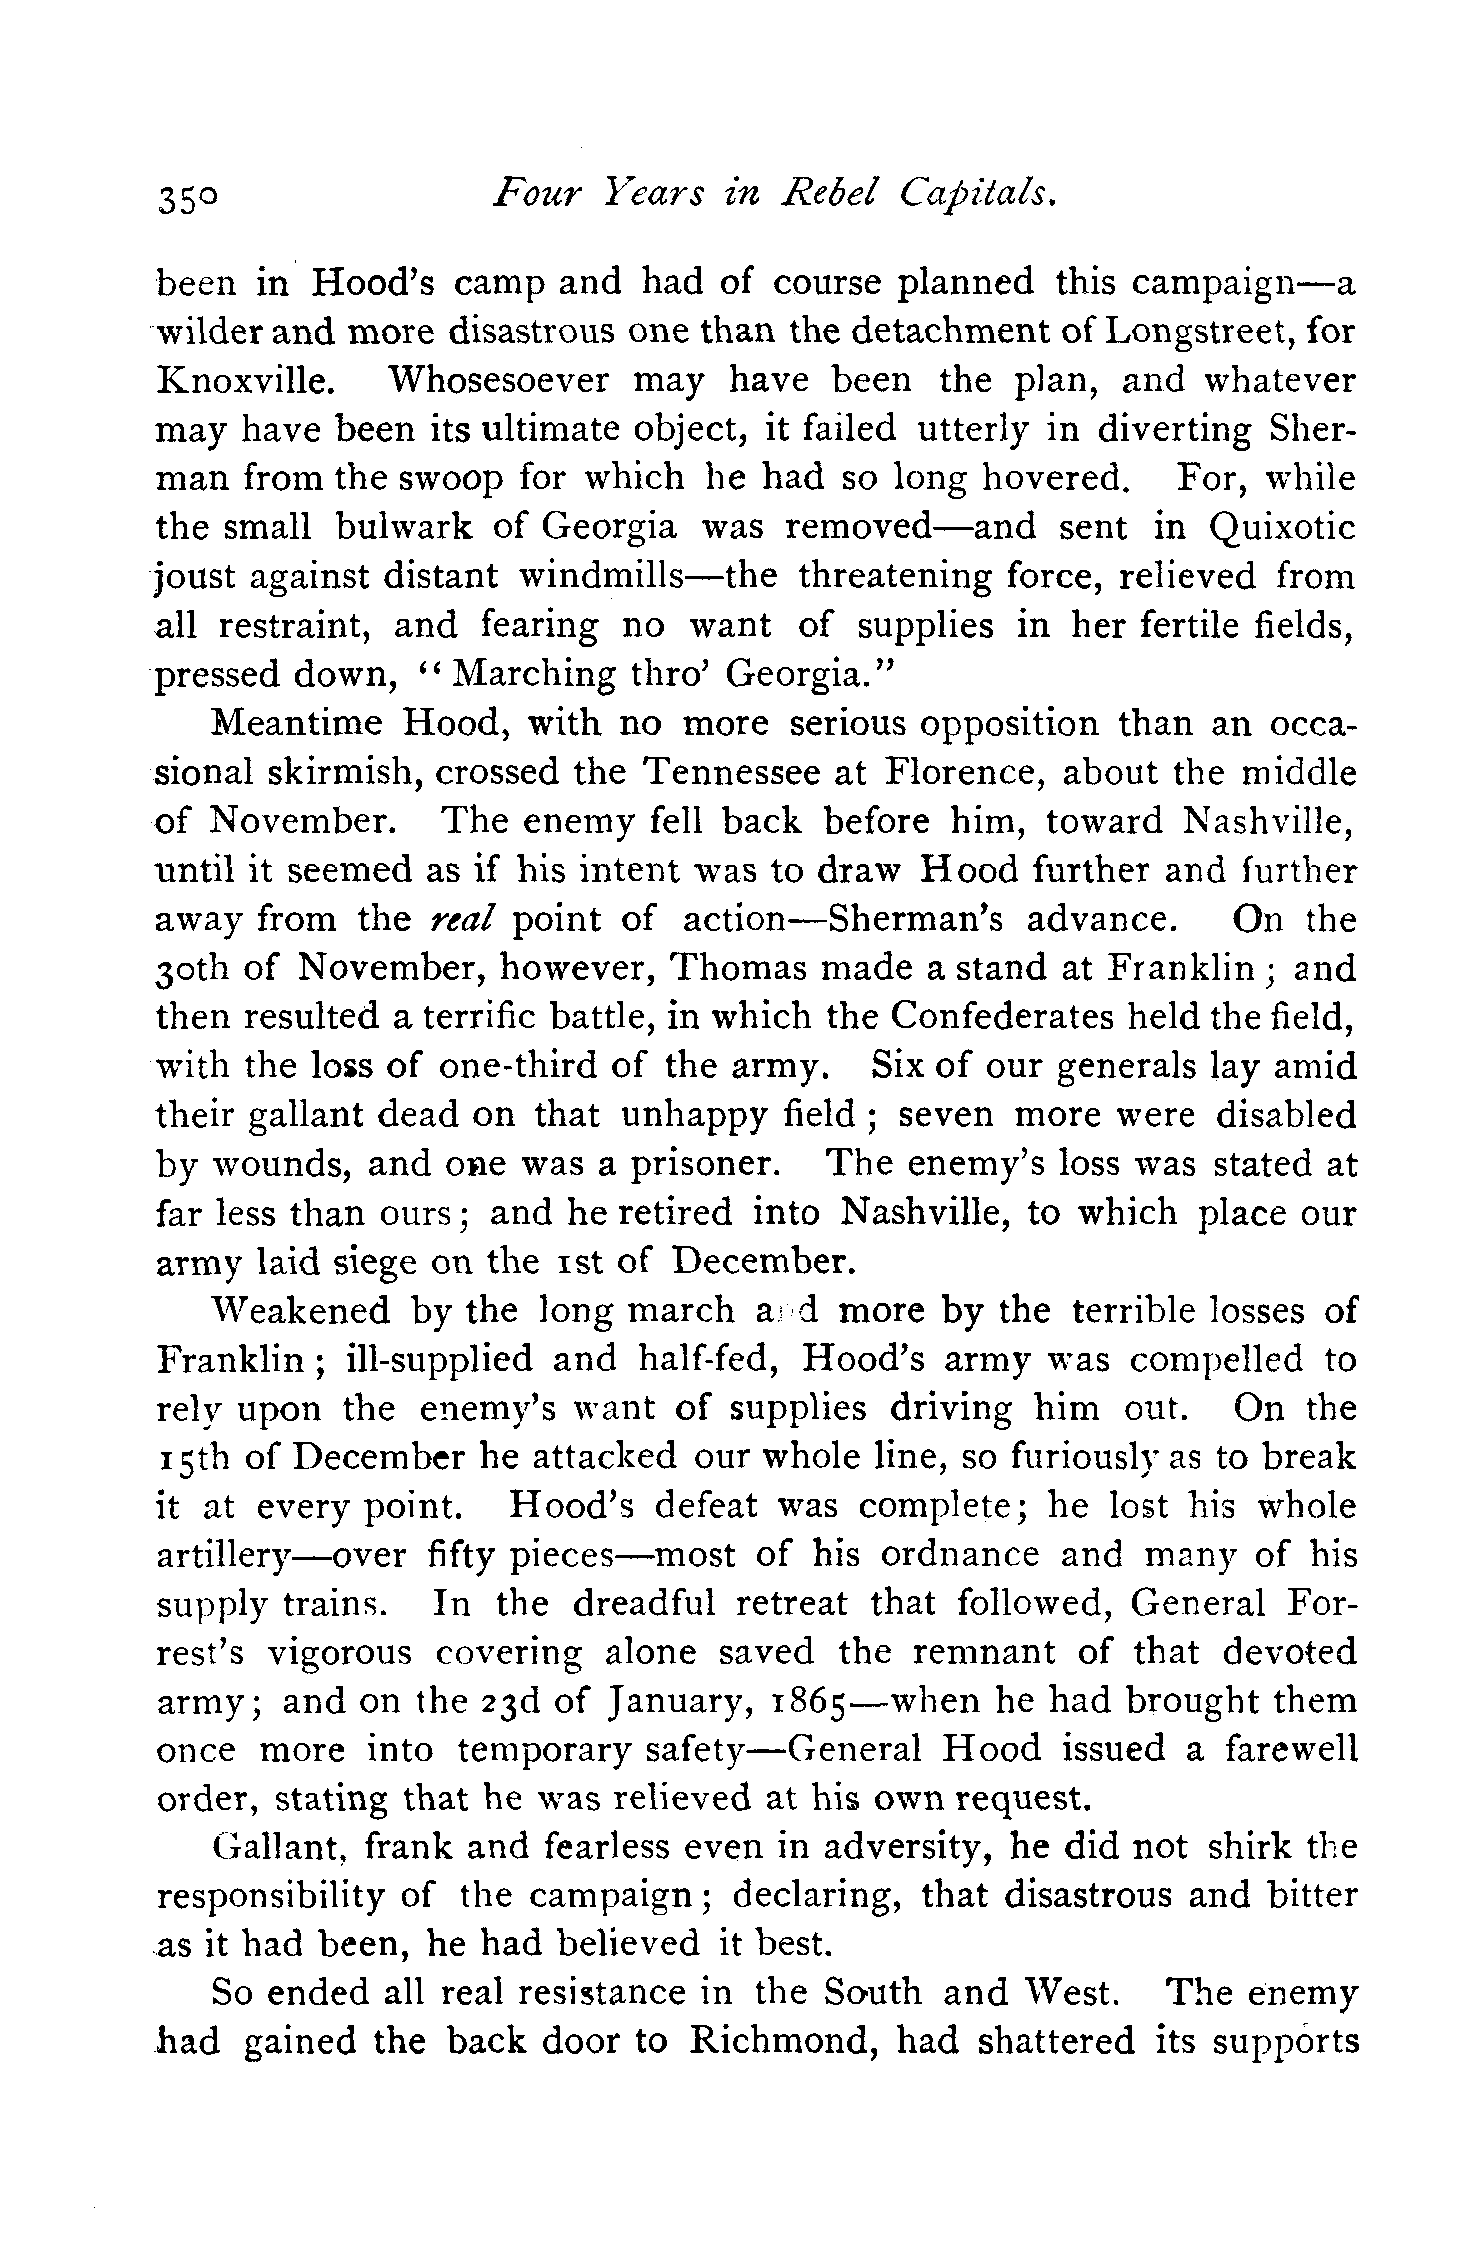 350 Four Years in Rebel Capitals.
been in Hood's camp and had of course planned this campaign—a
wilder and more disastrous one than the detachment of Longstreet, for
Knoxville. Whosesoever may have been the plan, and whatever
may have been its ultimate object, it failed utterly in diverting Sher-
man from the swoop for which he had so long hovered. For, while
the small bulwark of Georgia was removed—and sent in Quixotic
joust against distant windmills—the threatening force, relieved from
all restraint, and fearing no want of supplies in her fertile fields,
pressed down, "Marching thro' Georgia."
Meantime Hood, with no more serious opposition than an occa-
sional skirmish, crossed the Tennessee at Florence, about the middle
of November. The enemy fell back before him, toward Nashville,
until it seemed as if his intent was to draw Hood further and further
away from the real point of action—Sherman's advance. On the
30th of November, however, Thomas made a stand at Franklin; and
then resulted a terrific battle, in which the Confederates held the field,
with the loss of one-third of the army. Six of our generals lay amid
their gallant dead on that unhappy field; seven more were disabled
by wounds, and one was a prisoner. The enemy's loss was stated at
far less than ours; and he retired into Nashville, to which place our
army laid siege on the 1st of December.
Weakened by the long march and more by the terrible losses of
Franklin; ill-supplied and half-fed, Hood's army was compelled to
rely upon the enemy's want of supplies driving him out. On the
15th of December he attacked our whole line, so furiously as to break
it at every point. Hood's defeat was complete; he lost his whole
artillery—over fifty pieces—most of his ordnance and many of his
supply trains. In the dreadful retreat that followed, General For-
rest's vigorous covering alone saved the remnant of that devoted
army; and on the 23d of January, 1865—when he had brought them
once more into temporary safety—General Hood issued a farewell
order, stating that he was relieved at his own request.
Gallant, frank and fearless even in adversity, he did not shirk the
responsibility of the campaign; declaring, that disastrous and bitter
as it had been, he had believed it best.
So ended all real resistance in the South and West. The enemy
had gained the back door to Richmond, had shattered its supports